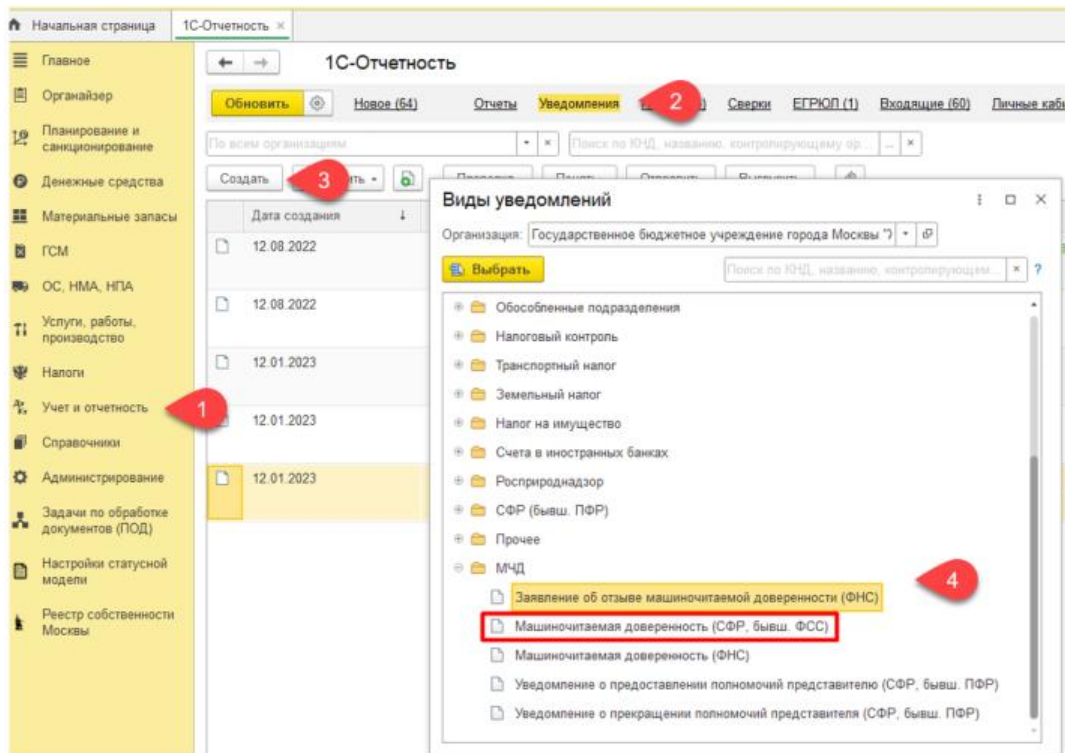 Начальная страница
1С-Отчетность ×
Главное
Органайзер
Планирование и
санкционирование
Денежные средства
Материальные запасы
ГСМ
ОС, НМА, НПА
Услуги, работы,
производство
Налоги
Учет и отчетность
1
Справочники
Администрирование
Задачи по обработке
документов (ПОД)
Настройки статусной
модели
Реестр собственности
Москвы
1С-Отчетность
Обновить
Новое (64)
Отчеты
Уведомления
2
Сверки
ЕГРЮЛ (1)
Входящие (60)
Личные каб
По всем организациям
Поиск по КНД, названию, контролирующему ор...
Создать
3
Дата создания ↓
12.08.2022
12.08.2022
12.01.2023
12.01.2023
12.01.2023
Виды уведомлений
Организация: Государственное бюджетное учреждение города Москвы "
Выбрать
Поиск по КНД, названию, контролирующем...
?
Обособленные подразделения
Налоговый контроль
Транспортный налог
Земельный налог
Налог на имущество
Счета в иностранных банках
Росприроднадзор
СФР (бывш. ПФР)
Прочее
МЧД
4
Заявление об отзыве машиночитаемой доверенности (ФНС)
Машиночитаемая доверенность (СФР, бывш. ФСС)
Машиночитаемая доверенность (ФНС)
Уведомление о предоставлении полномочий представителю (СФР, бывш. ПФР)
Уведомление о прекращении полномочий представителя (СФР, бывш. ПФР)